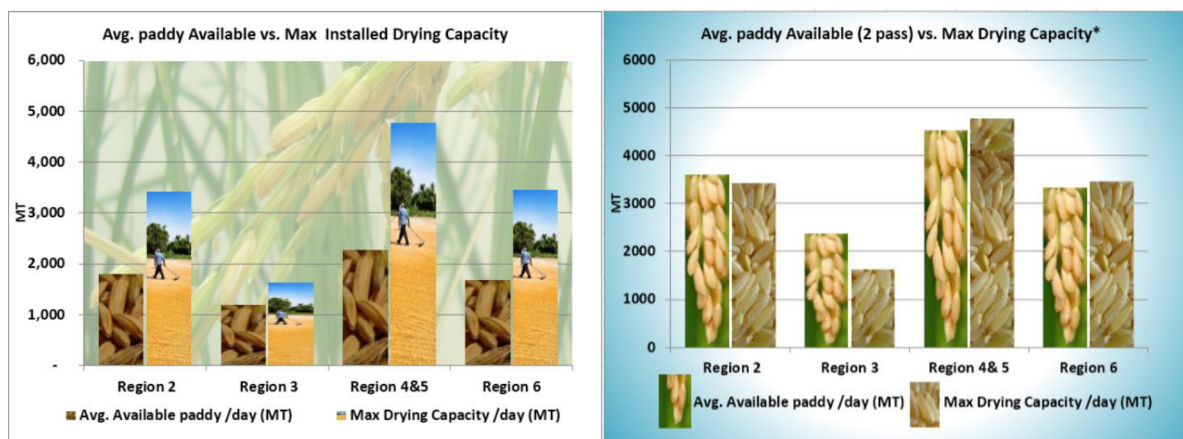 Avg. paddy Available vs. Max Installed Drying Capacity
6,000
5,000
4,000
3,000
2,000
1,000
-
MT
Region 2 Region 3 Region 4&5 Region 6
Avg. Available paddy /day (MT) Max Drying Capacity /day (MT)
Avg. paddy Available (2 pass) vs. Max Drying Capacity*
6000
5000
4000
3000
2000
1000
0
MT
Region 2 Region 3 Region 4& 5 Region 6
Avg. Available paddy /day (MT) Max Drying Capacity /day (MT)